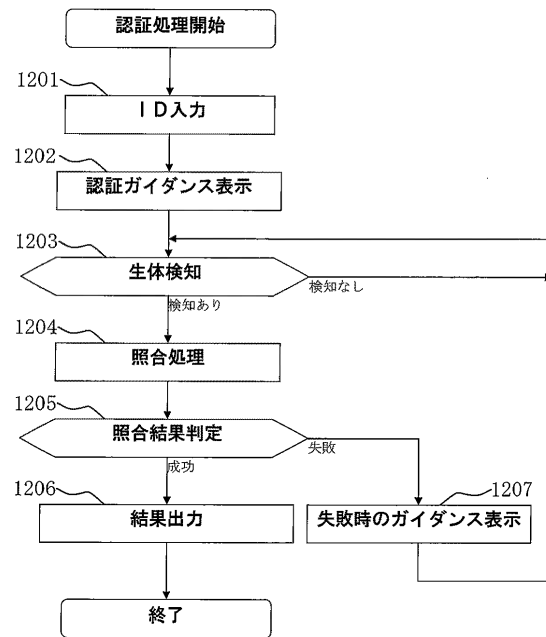 認証処理開始
1201
ID入力
1202
認証ガイダンス表示
1203
生体検知
検知なし
検知あり
1204
照合処理
1205
照合結果判定
失敗
成功
1206
結果出力
1207
失敗時のガイダンス表示
終了